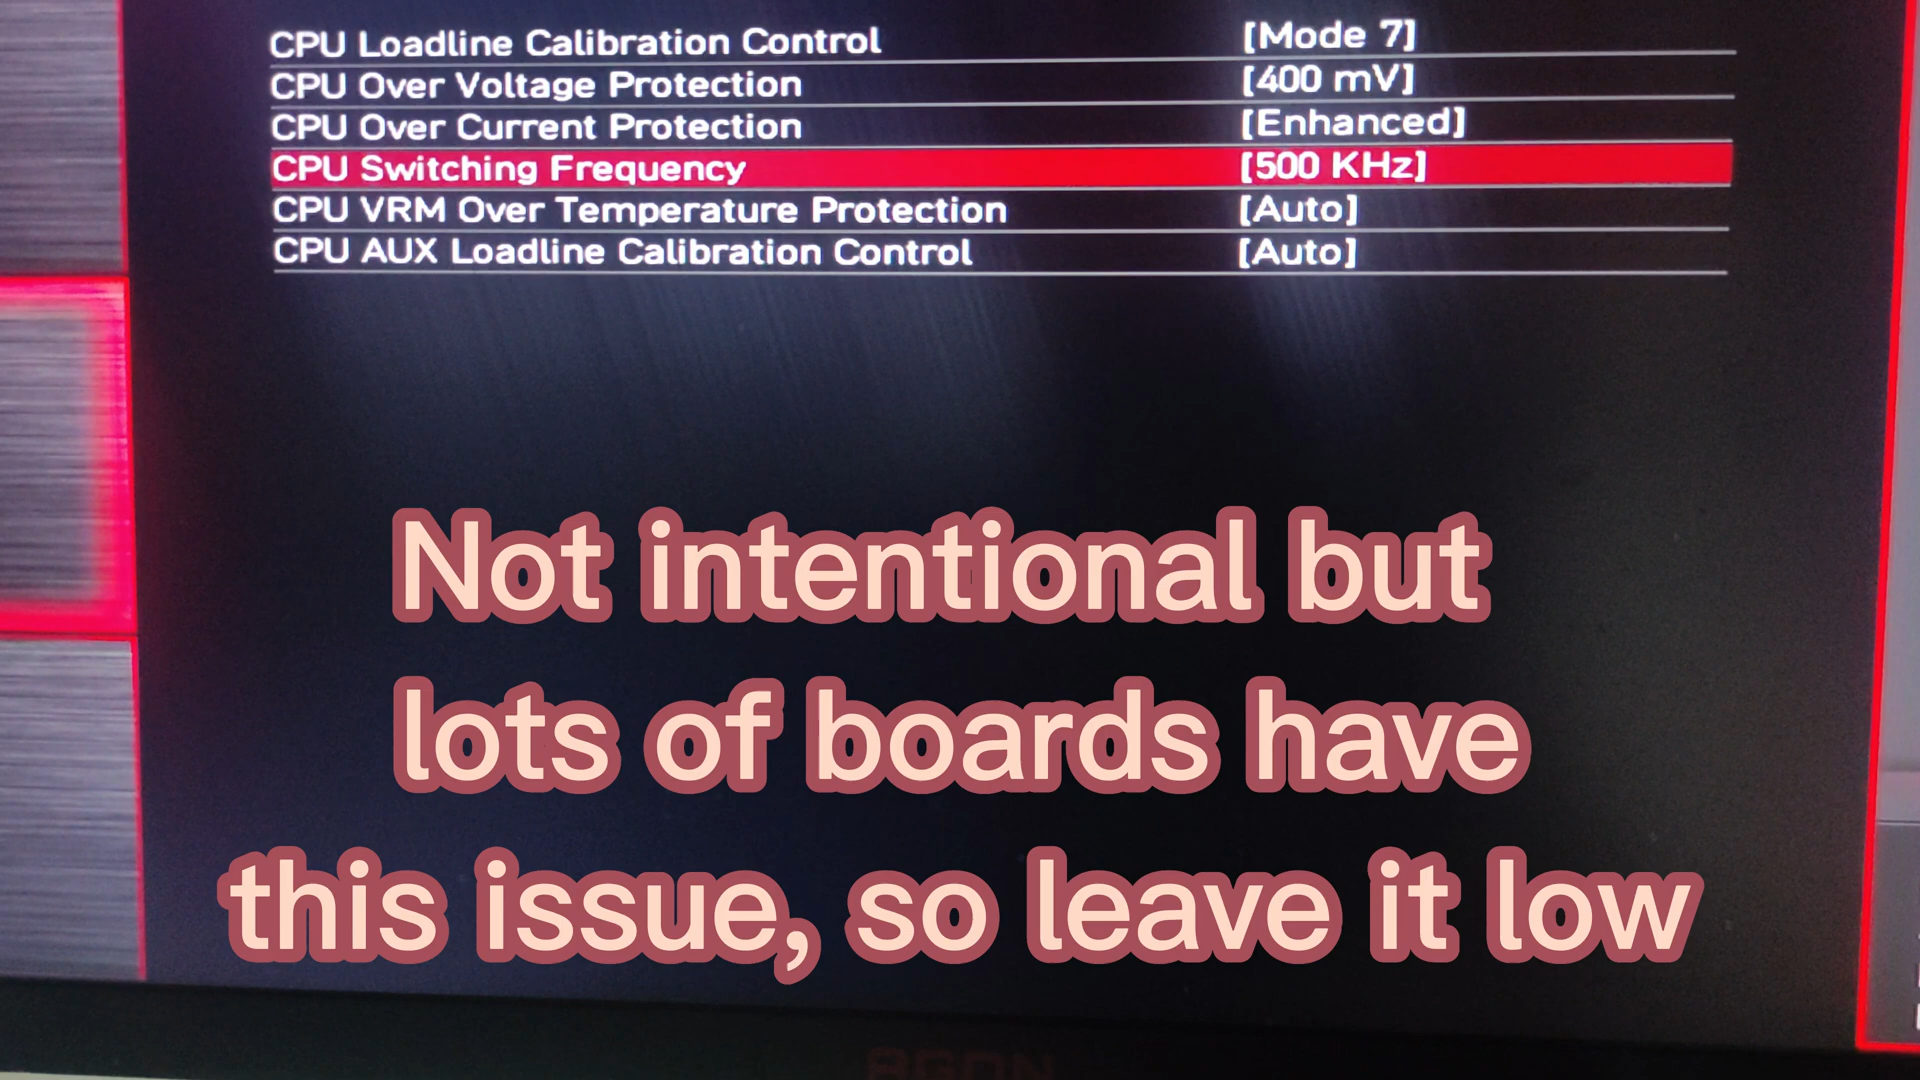 CPU Loadline Calibration Control [Mode 7]
CPU Over Voltage Protection [400 mV]
CPU Over Current Protection [Enhanced]
CPU Switching Frequency [500 KHz]
CPU VRM Over Temperature Protection [Auto]
CPU AUX Loadline Calibration Control [Auto]
Not intentional but
lots of boards have
this issue, so leave it low